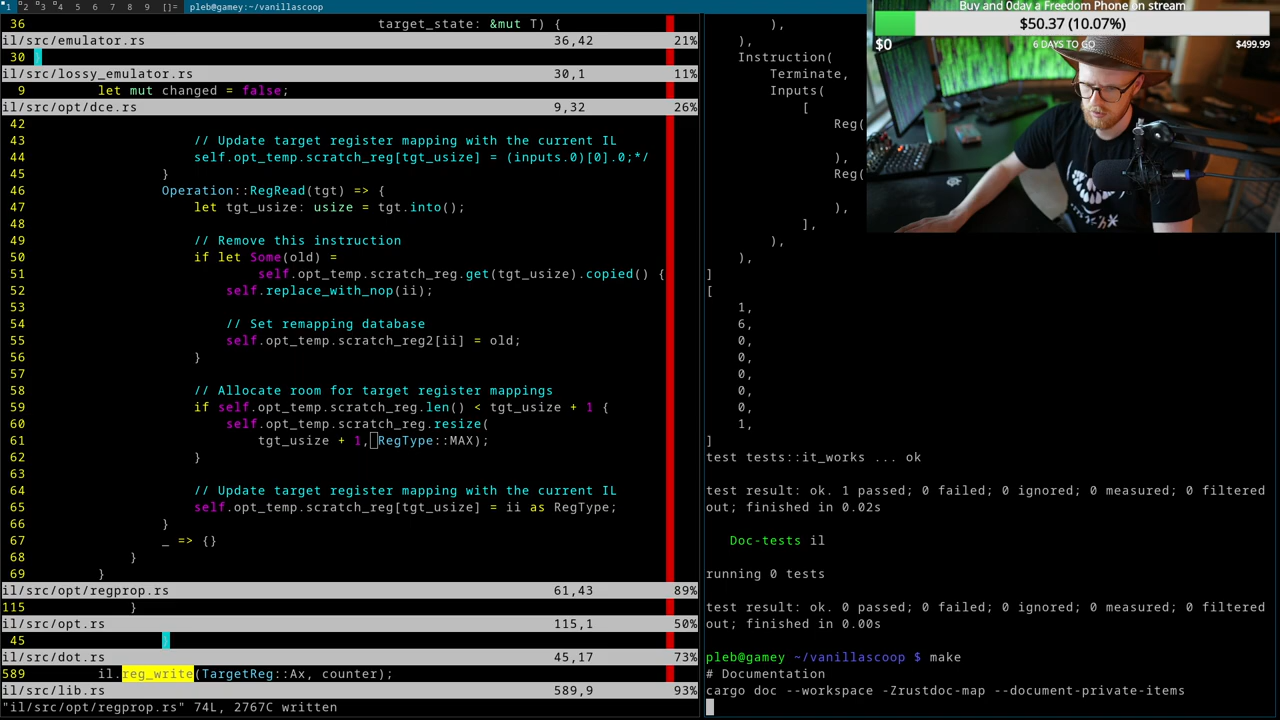 1 2 3 4 5 6 7 8 9 []= pleb@gamey:~/vanillascoop
36 target_state: &mut T) {
il/src/emulator.rs 36,42 21%
30 }
il/src/lossy_emulator.rs 30,1 11%
9 let mut changed = false;
il/src/opt/dce.rs 9,32 26%
42
43 // Update target register mapping with the current IL
44 self.opt_temp.scratch_reg[tgt_usize] = (inputs.0)[0].0;*/
45 }
46 Operation::RegRead(tgt) => {
47 let tgt_usize: usize = tgt.into();
48
49 // Remove this instruction
50 if let Some(old) =
51 self.opt_temp.scratch_reg.get(tgt_usize).copied() {
52 self.replace_with_nop(ii);
53
54 // Set remapping database
55 self.opt_temp.scratch_reg2[ii] = old;
56 }
57
58 // Allocate room for target register mappings
59 if self.opt_temp.scratch_reg.len() < tgt_usize + 1 {
60 self.opt_temp.scratch_reg.resize(
61 tgt_usize + 1, RegType::MAX);
62 }
63
64 // Update target register mapping with the current IL
65 self.opt_temp.scratch_reg[tgt_usize] = ii as RegType;
66 }
67 _ => {}
68 }
69 }
il/src/opt/regprop.rs 61,43 89%
115 }
il/src/opt.rs 115,1 50%
45 }
il/src/dot.rs 45,17 73%
589 il.reg_write(TargetReg::Ax, counter);
il/src/lib.rs 589,9 93%
"il/src/opt/regprop.rs" 74L, 2767C written
),
),
Instruction(
Terminate,
Inputs(
[
Reg(
),
Reg(
),
],
),
),
]
[
1,
6,
0,
0,
0,
0,
0,
1,
]
test tests::it_works ... ok
test result: ok. 1 passed; 0 failed; 0 ignored; 0 measured; 0 filtered
out; finished in 0.02s
Doc-tests il
running 0 tests
test result: ok. 0 passed; 0 failed; 0 ignored; 0 measured; 0 filtered
out; finished in 0.00s
pleb@gamey ~/vanillascoop $ make
# Documentation
cargo doc --workspace -Zrustdoc-map --document-private-items
Buy and 0day a Freedom Phone on stream
$50.37 (10.07%)
$0 6 DAYS TO GO $499.99